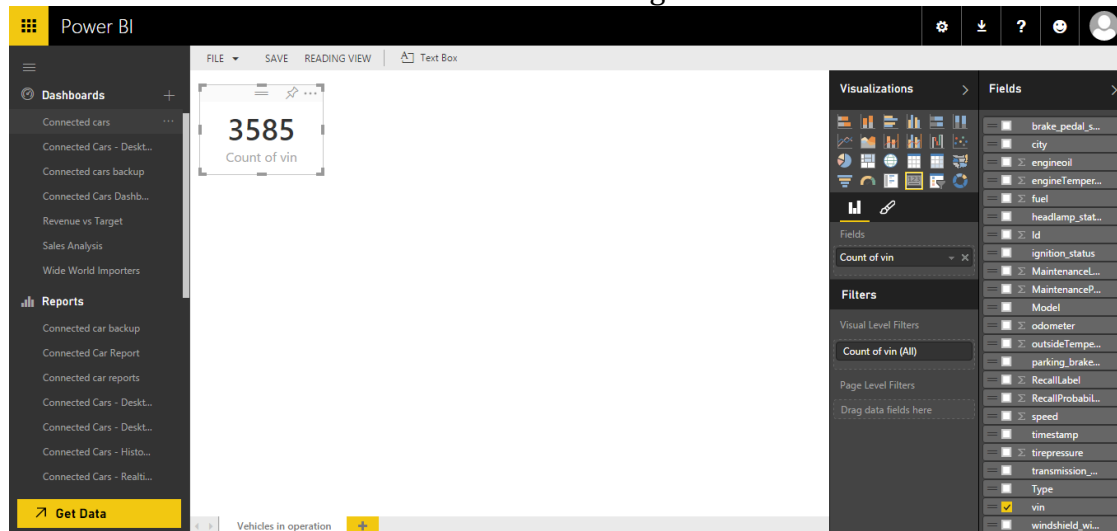 Power BI
?
FILE SAVE READING VIEW Text Box
Dashboards +
Connected cars ...
Connected Cars - Deskt...
Connected cars backup
Connected Cars Dashb...
Revenue vs Target
Sales Analysis
Wide World Importers
Reports
Connected car backup
Connected Car Report
Connected car reports
Connected Cars - Deskt...
Connected Cars - Deskt...
Connected Cars - Histo...
Connected Cars - Realti...
Get Data
3585
Count of vin
Vehicles in operation +
Visualizations >
Fields
Count of vin
Filters
Visual Level Filters
Count of vin (All)
Page Level Filters
Drag data fields here
Fields >
brake_pedal_s...
city
Σ engineoil
Σ engineTemper...
Σ fuel
headlamp_stat...
Σ Id
ignition_status
Σ MaintenanceL...
Σ MaintenanceP...
Model
Σ odometer
Σ outsideTempe...
parking_brake...
Σ RecallLabel
Σ RecallProbabil...
Σ speed
timestamp
Σ tirepressure
transmission_...
Type
vin
windshield_wi...